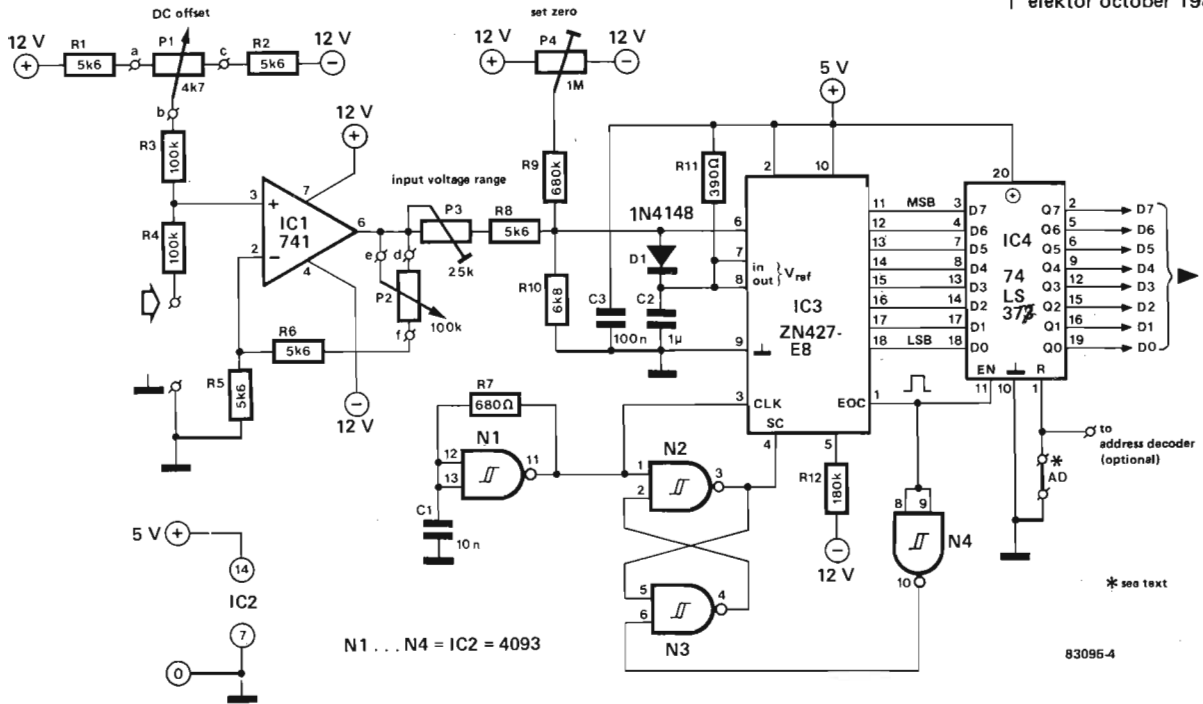 elektor october 198
DC offset
set zero
12 V R1 a P1 c R2 12 V
5k6 4k7 5k6
b
12 V P4 12 V
1M
5 V
R3
100k
12 V
R4
100k
3 7 6
IC1
741
2 4
input voltage range
P3 R8
25k 5k6
e d
P2
100k
f
R6
5k6
R5
5k6
12 V
R9
680k
R10
6k8
1N4148
D1
C3
100n
C2
1µ
R11
390Ω
2 10
6
7
8
in
out
Vref
IC3
ZN427-
E8
9
11 MSB 3 D7
12 4 D6
13 7 D5
14 8 D4
15 13 D3
16 14 D2
17 17 D1
18 LSB 18 D0
20
IC4
74
LS
373
Q7 2 D7
Q6 5 D6
Q5 6 D5
Q4 9 D4
Q3 12 D3
Q2 15 D2
Q1 16 D1
Q0 19 D0
EN R
11 10 1
3 CLK
SC
4 5
EOC 1
R12
180k
12 V
R7
680Ω
N1
12
13
11
C1
10 n
N2
1
2
3
N3
5
6
4
8 9
N4
10
to
address decoder
(optional)
*
AD
* see text
5 V
14
IC2
7
0
N1 . . . N4 = IC2 = 4093
83095-4